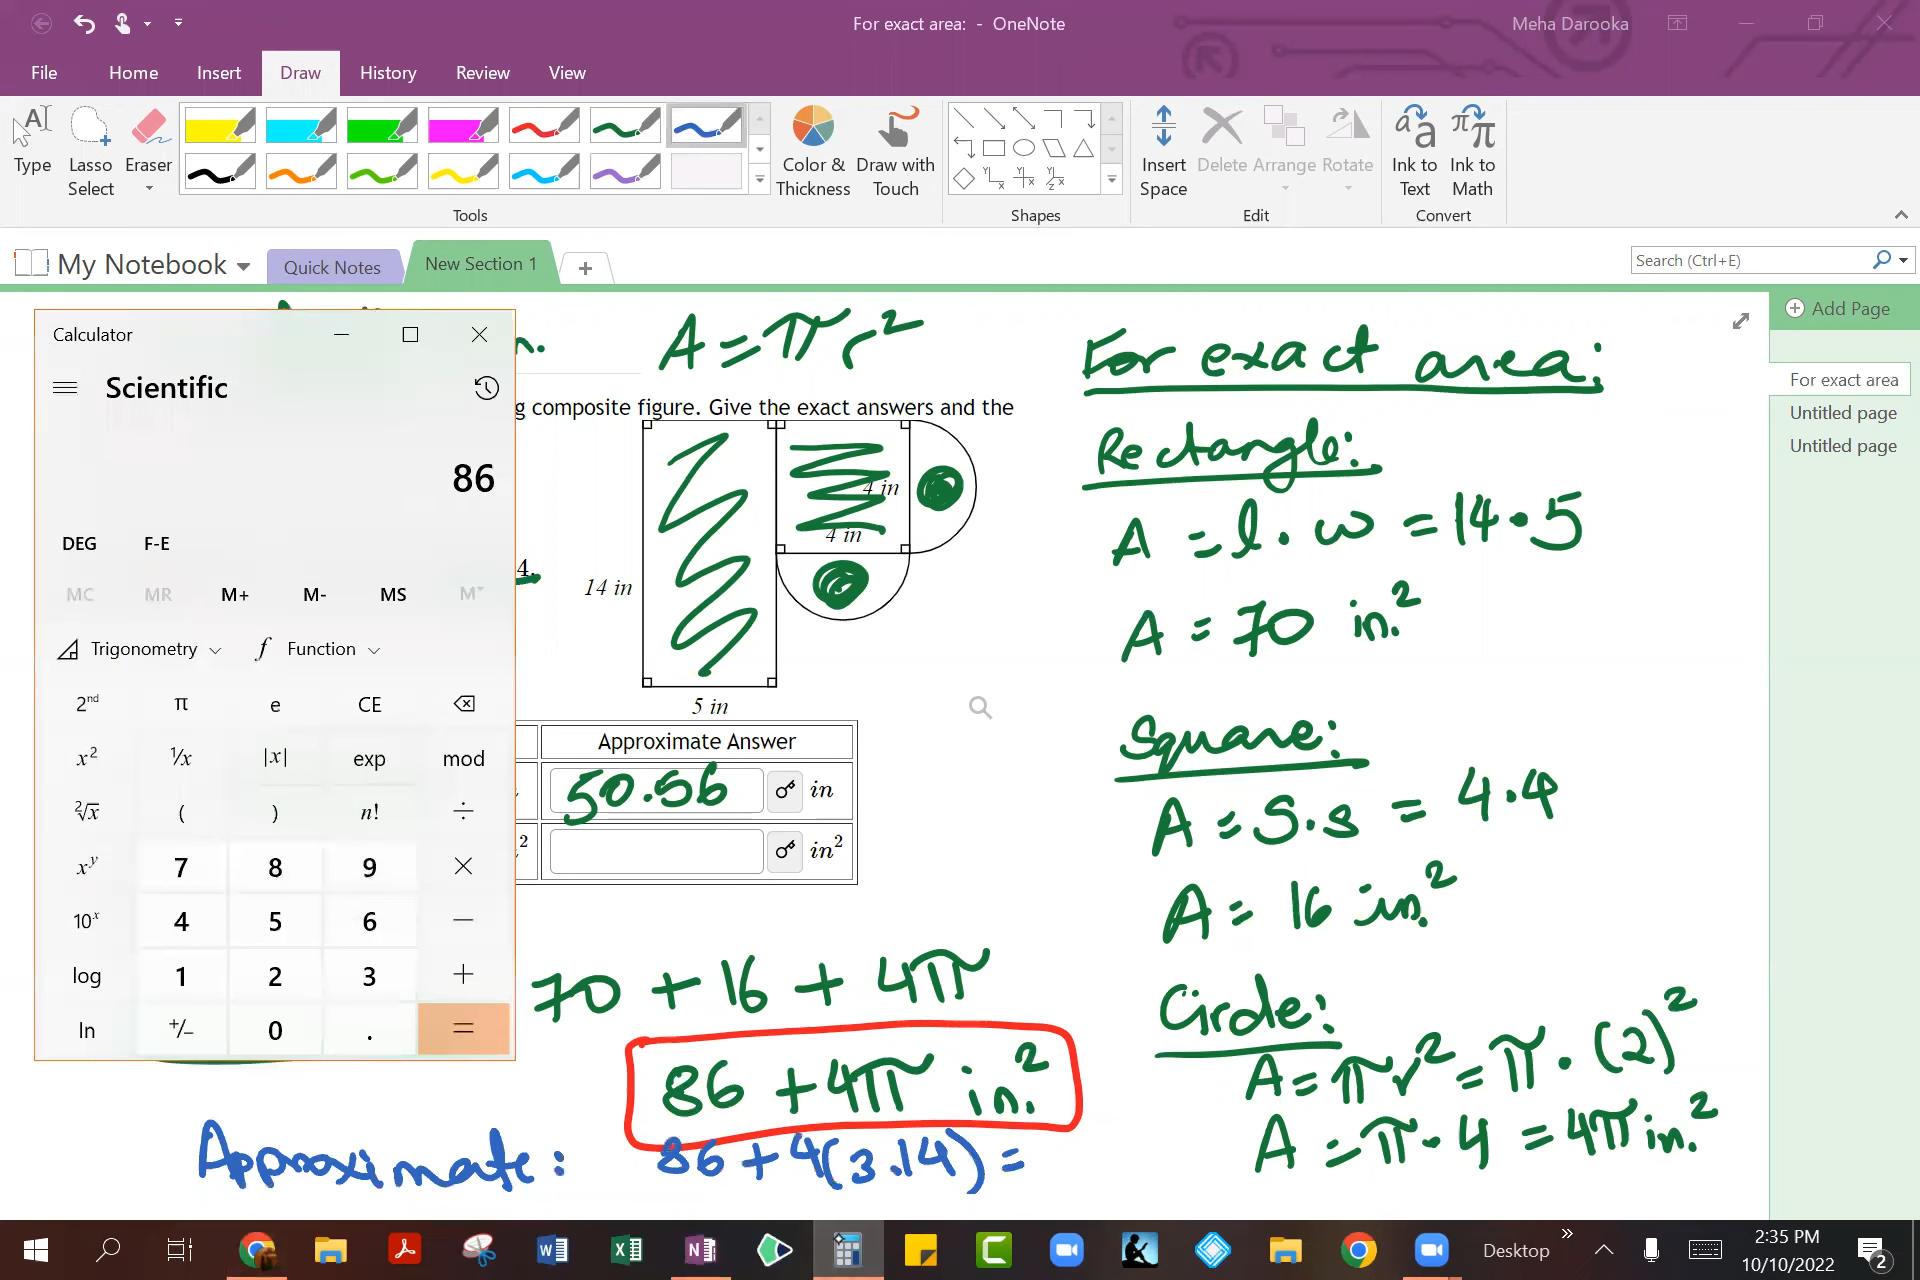 For exact area: - OneNote
Meha Darooka
File Home Insert Draw History Review View
Type
Lasso Select
Eraser
Color & Thickness
Draw with Touch
Insert Space
Delete
Arrange
Rotate
Ink to Text
Ink to Math
Tools
Shapes
Edit
Convert
My Notebook
Quick Notes
New Section 1
Search (Ctrl+E)
Add Page
For exact area
Untitled page
Untitled page
Calculator
Scientific
86
DEG F-E
MC MR M+ M- MS M˅
Trigonometry f Function
2ⁿᵈ π e CE
x² ¹/x |x| exp mod
²√x ( ) n! ÷
xʸ 7 8 9 ×
10ˣ 4 5 6 −
log 1 2 3 +
ln +/− 0 . =
n.
A = πr²
g composite figure. Give the exact answers and the
4.
14 in
4 in
4 in
5 in
Approximate Answer
50.56 in
² in²
70 + 16 + 4π
86 + 4π in.²
Approximate: 86 + 4(3.14) =
For exact area:
Rectangle:
A = l · w = 14 · 5
A = 70 in.²
Square:
A = s · s = 4 · 4
A = 16 in.²
Circle:
A = πr² = π · (2)²
A = π · 4 = 4π in.²
Desktop
2:35 PM
10/10/2022
2